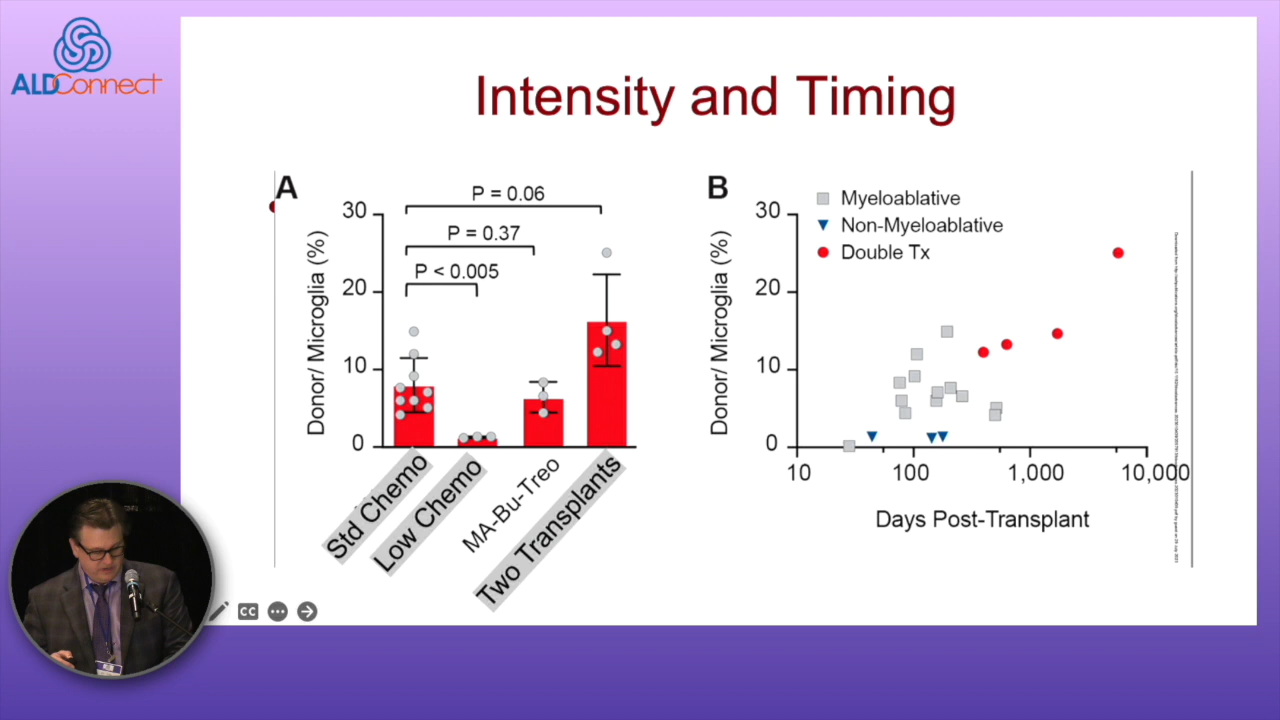 ALDConnect
Intensity and Timing
A
P = 0.06
P = 0.37
P < 0.005
Donor/ Microglia (%)
30
20
10
0
Std Chemo
Low Chemo
MA-Bu-Treo
Two Transplants
B
Myeloablative
Non-Myeloablative
Double Tx
Donor/ Microglia (%)
30
20
10
0
10
100
1,000
10,000
Days Post-Transplant
CC